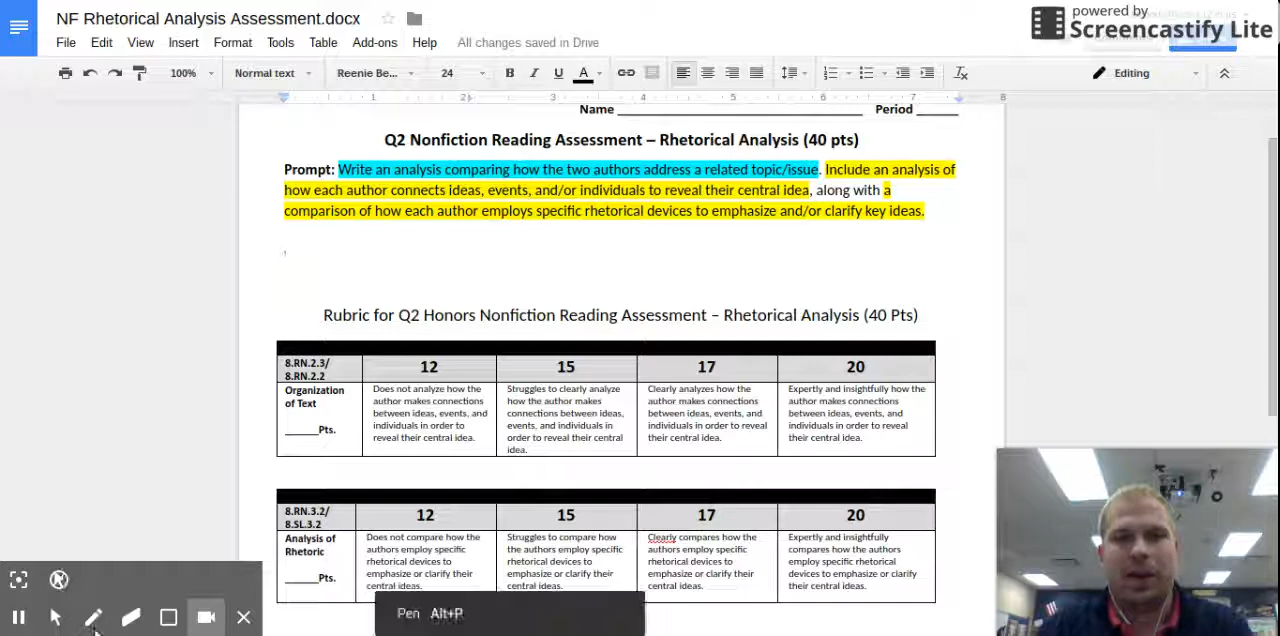 NF Rhetorical Analysis Assessment.docx
powered by
Screencastify Lite
File Edit View Insert Format Tools Table Add-ons Help All changes saved in Drive
100% Normal text Reenie Be... 24 B I U A Editing
1 2 3 4 5 6 7 8
Name ____________ Period ______
Q2 Nonfiction Reading Assessment – Rhetorical Analysis (40 pts)
Prompt: Write an analysis comparing how the two authors address a related topic/issue. Include an analysis of
how each author connects ideas, events, and/or individuals to reveal their central idea, along with a
comparison of how each author employs specific rhetorical devices to emphasize and/or clarify key ideas.
Rubric for Q2 Honors Nonfiction Reading Assessment – Rhetorical Analysis (40 Pts)
8.RN.2.3/
8.RN.2.2
12 15 17 20
Organization
of Text
______Pts.
Does not analyze how the
author makes connections
between ideas, events, and
individuals in order to
reveal their central idea.
Struggles to clearly analyze
how the author makes
connections between ideas,
events, and individuals in
order to reveal their central
idea.
Clearly analyzes how the
author makes connections
between ideas, events, and
individuals in order to reveal
their central idea.
Expertly and insightfully how the
author makes connections
between ideas, events, and
individuals in order to reveal
their central idea.
8.RN.3.2/
8.SL.3.2
12 15 17 20
Analysis of
Rhetoric
______Pts.
Does not compare how the
authors employ specific
rhetorical devices to
emphasize or clarify their
central ideas.
Struggles to compare how
the authors employ specific
rhetorical devices to
emphasize or clarify their
central ideas.
Clearly compares how the
authors employ specific
rhetorical devices to
emphasize or clarify their
central ideas.
Expertly and insightfully
compares how the authors
employ specific rhetorical
devices to emphasize or
clarify their central ideas.
Pen Alt+P